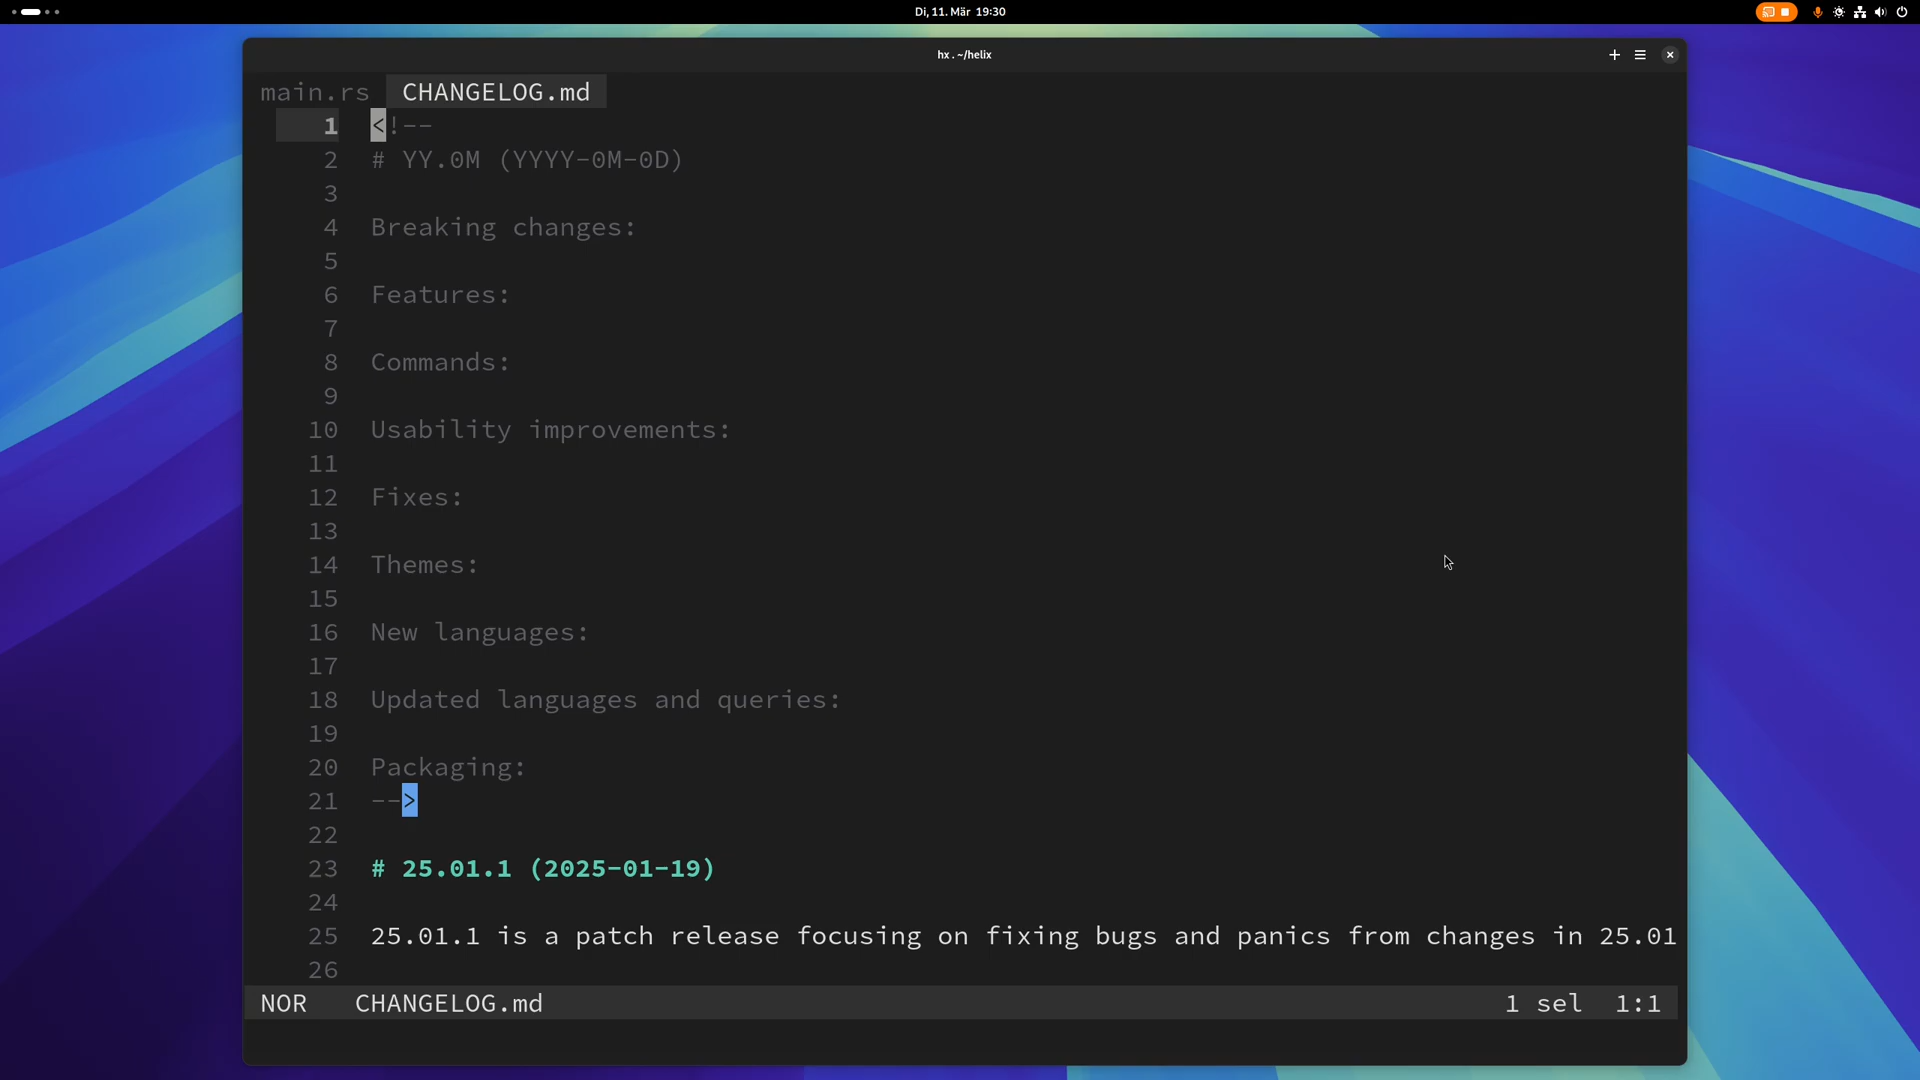 Di, 11. Mär 19:30
hx . ~/helix
main.rs CHANGELOG.md
1 <!--
2 # YY.0M (YYYY-0M-0D)
3
4 Breaking changes:
5
6 Features:
7
8 Commands:
9
10 Usability improvements:
11
12 Fixes:
13
14 Themes:
15
16 New languages:
17
18 Updated languages and queries:
19
20 Packaging:
21 -->
22
23 # 25.01.1 (2025-01-19)
24
25 25.01.1 is a patch release focusing on fixing bugs and panics from changes in 25.01
26
NOR CHANGELOG.md 1 sel 1:1